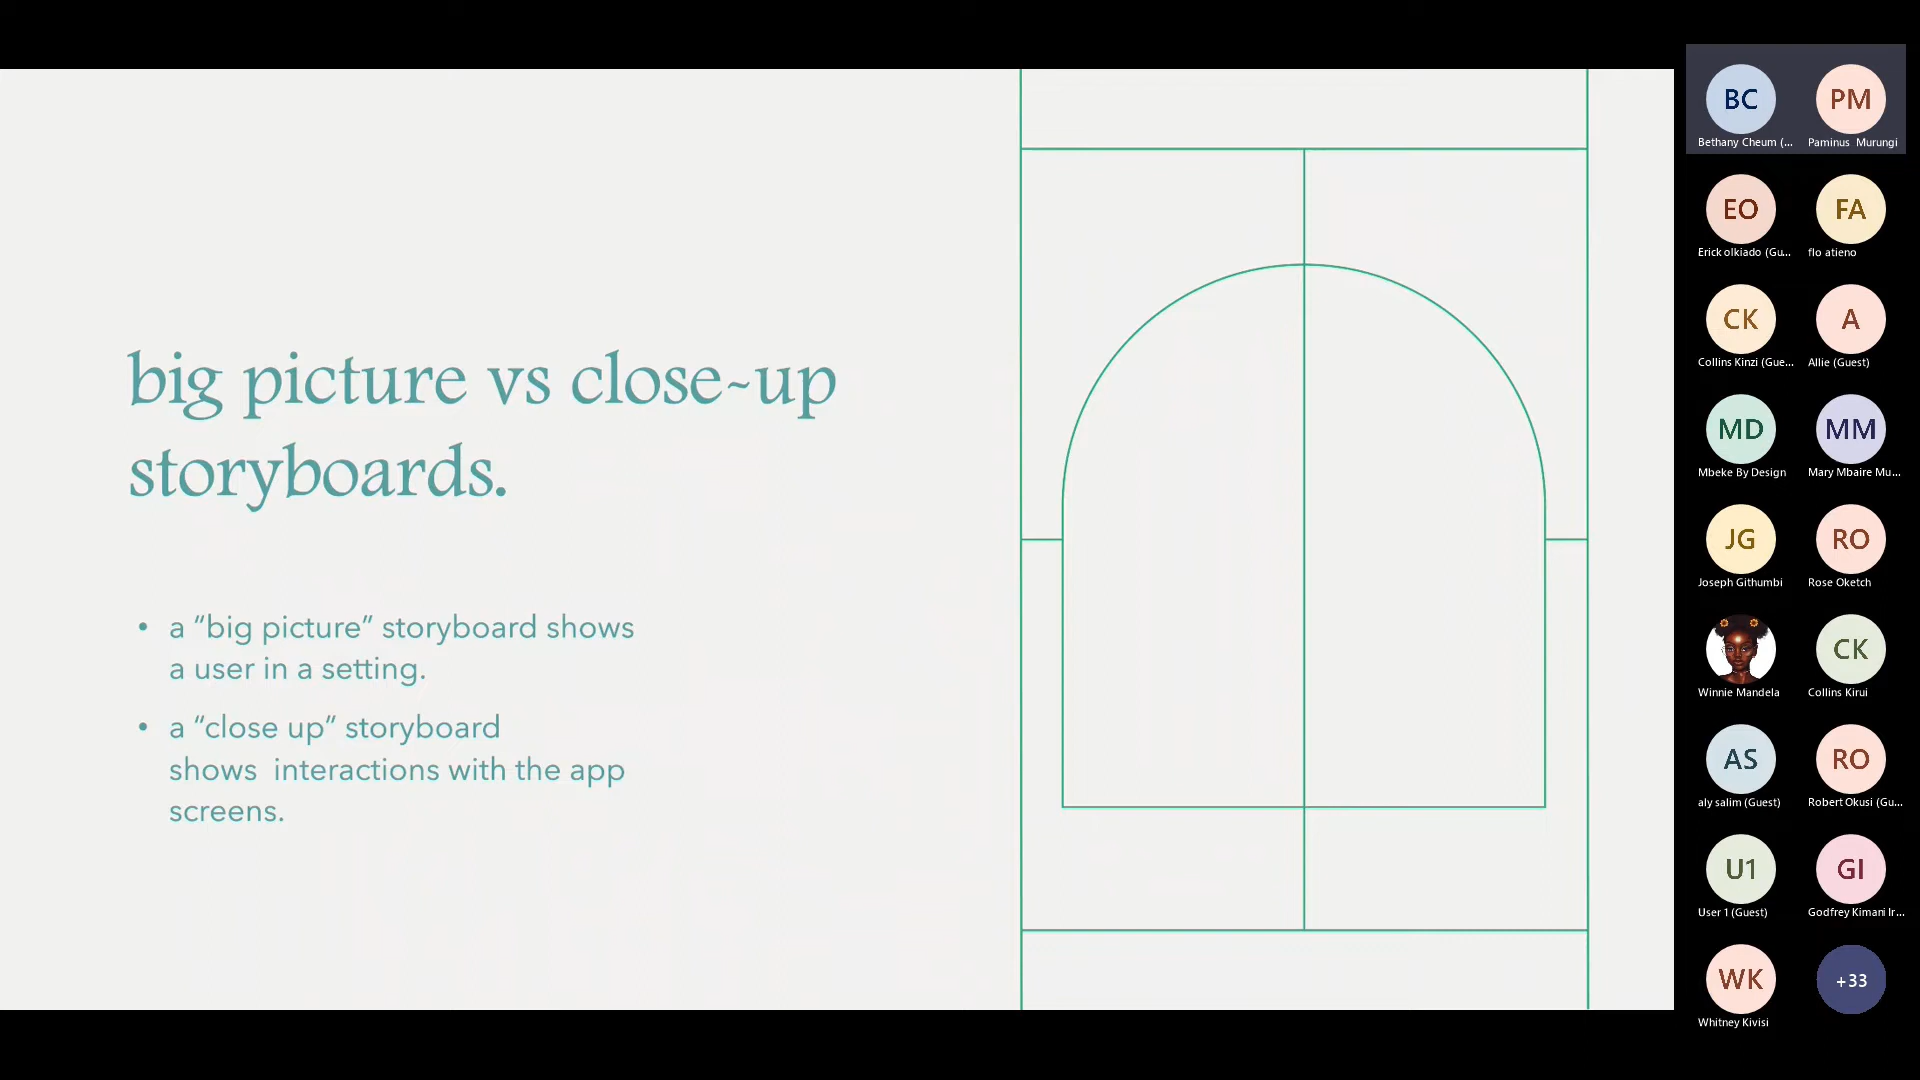 big picture vs close-up
storyboards.
• a “big picture” storyboard shows
a user in a setting.
• a “close up” storyboard
shows  interactions with the app
screens.
BC
PM
Bethany Cheum (...
Paminus Murungi
EO
FA
Erick olkiado (Gu...
flo atieno
CK
A
Collins Kinzi (Gue...
Allie (Guest)
MD
MM
Mbeke By Design
Mary Mbaire Mu...
JG
RO
Joseph Githumbi
Rose Oketch
CK
Winnie Mandela
Collins Kirui
AS
RO
aly salim (Guest)
Robert Okusi (Gu...
U1
GI
User 1 (Guest)
Godfrey Kimani Ir...
WK
+33
Whitney Kivisi